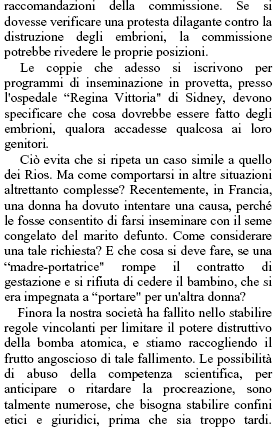 raccomandazioni della commissione. Se si
dovesse verificare una protesta dilagante contro la
distruzione degli embrioni, la commissione
potrebbe rivedere le proprie posizioni.
Le coppie che adesso si iscrivono per
programmi di inseminazione in provetta, presso
l'ospedale “Regina Vittoria" di Sidney, devono
specificare che cosa dovrebbe essere fatto degli
embrioni, qualora accadesse qualcosa ai loro
genitori.
Ciò evita che si ripeta un caso simile a quello
dei Rios. Ma come comportarsi in altre situazioni
altrettanto complesse? Recentemente, in Francia,
una donna ha dovuto intentare una causa, perché
le fosse consentito di farsi inseminare con il seme
congelato del marito defunto. Come considerare
una tale richiesta? E che cosa si deve fare, se una
“madre-portatrice" rompe il contratto di
gestazione e si rifiuta di cedere il bambino, che si
era impegnata a “portare" per un'altra donna?
Finora la nostra società ha fallito nello stabilire
regole vincolanti per limitare il potere distruttivo
della bomba atomica, e stiamo raccogliendo il
frutto angoscioso di tale fallimento. Le possibilità
di abuso della competenza scientifica, per
anticipare o ritardare la procreazione, sono
talmente numerose, che bisogna stabilire confini
etici e giuridici, prima che sia troppo tardi.